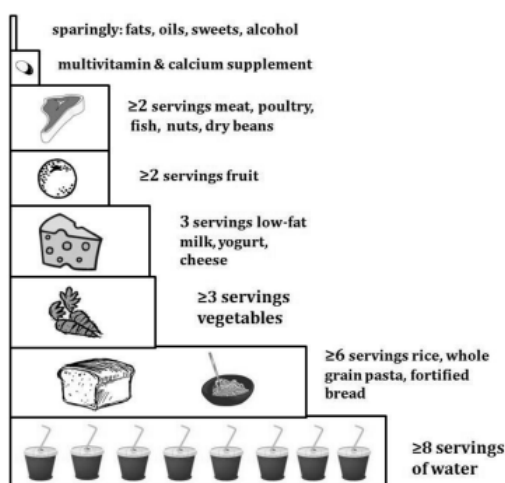 sparingly: fats, oils, sweets, alcohol
multivitamin & calcium supplement
≥2 servings meat, poultry,
fish, nuts, dry beans
≥2 servings fruit
3 servings low-fat
milk, yogurt,
cheese
≥3 servings
vegetables
≥6 servings rice, whole
grain pasta, fortified
bread
≥8 servings
of water